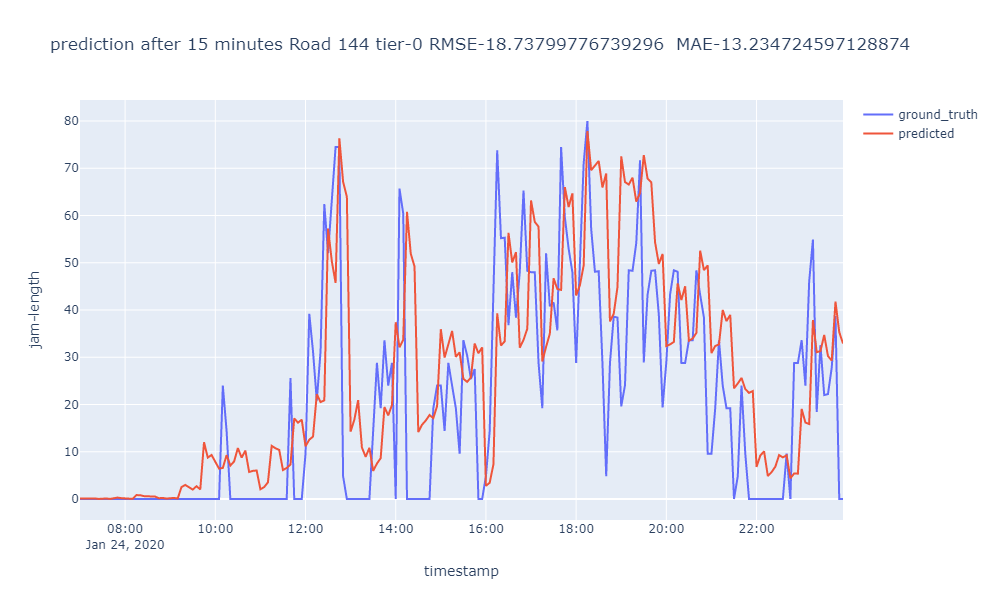 prediction after 15 minutes Road 144 tier-0 RMSE-18.73799776739296  MAE-13.234724597128874
ground_truth
predicted
80
70
60
50
40
30
20
10
0
jam-length
08:00 10:00 12:00 14:00 16:00 18:00 20:00 22:00
Jan 24, 2020
timestamp